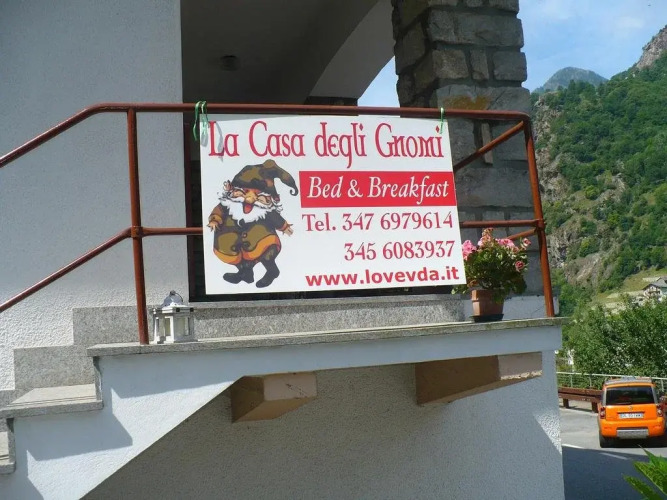 La Casa degli Gnomi
Bed & Breakfast
Tel. 347 6979614
345 6083937
www.lovevda.it